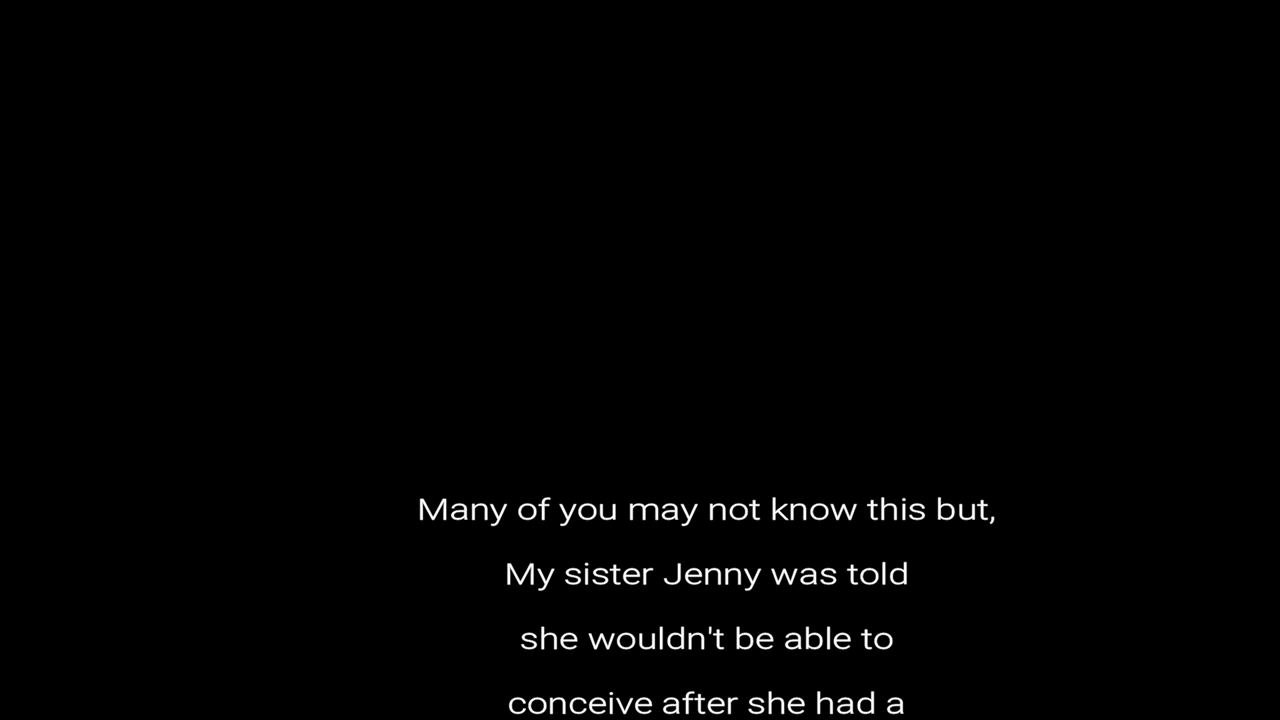 Many of you may not know this but,
My sister Jenny was told
she wouldn't be able to
conceive after she had a